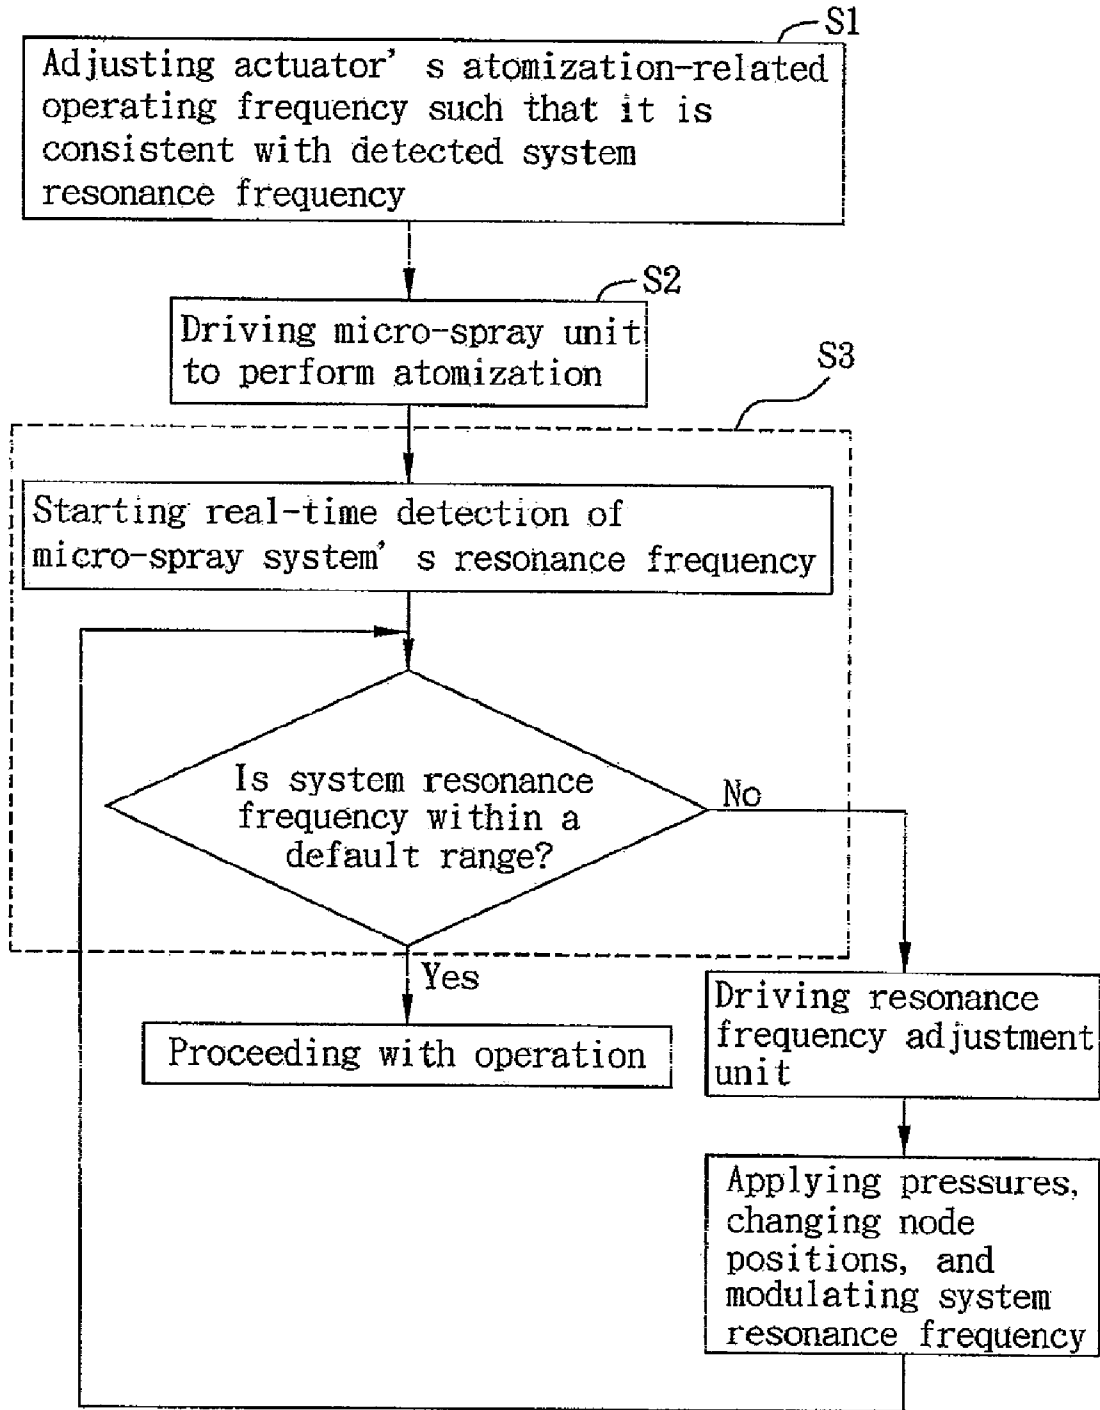 S1
Adjusting actuator's atomization-related
operating frequency such that it is
consistent with detected system
resonance frequency
S2
Driving micro-spray unit
to perform atomization
S3
Starting real-time detection of
micro-spray system's resonance frequency
Is system resonance
frequency within a
default range?
No
Yes
Proceeding with operation
Driving resonance
frequency adjustment
unit
Applying pressures,
changing node
positions, and
modulating system
resonance frequency